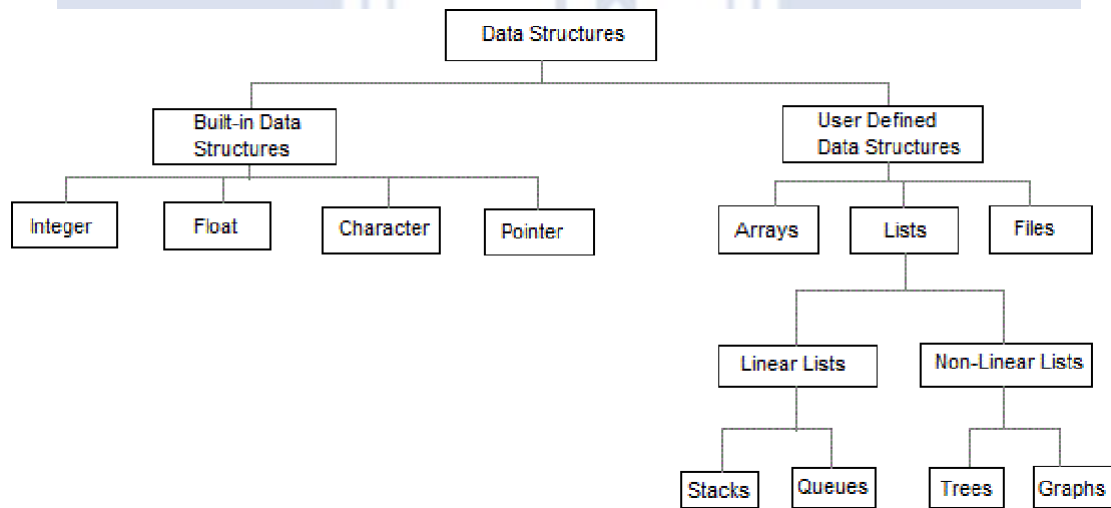 Data Structures
Built-in Data
Structures
User Defined
Data Structures
Integer
Float
Character
Pointer
Arrays
Lists
Files
Linear Lists
Non-Linear Lists
Stacks
Queues
Trees
Graphs